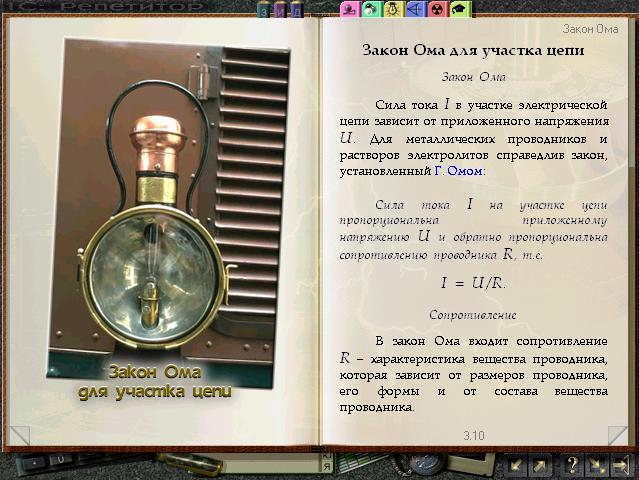 1С: Репетитор
З И Л
Закон Ома
для участка цепи
Закон Ома
Закон Ома для участка цепи
Закон Ома
Сила тока I в участке электрической
цепи зависит от приложенного напряжения
U. Для металлических проводников и
растворов электролитов справедлив закон,
установленный Г. Омом:
Сила тока I на участке цепи
пропорциональна приложенному
напряжению U и обратно пропорциональна
сопротивлению проводника R, т.е.
I = U/R.
Сопротивление
В закон Ома входит сопротивление
R – характеристика вещества проводника,
которая зависит от размеров проводника,
его формы и от состава вещества
проводника.
3.10
?